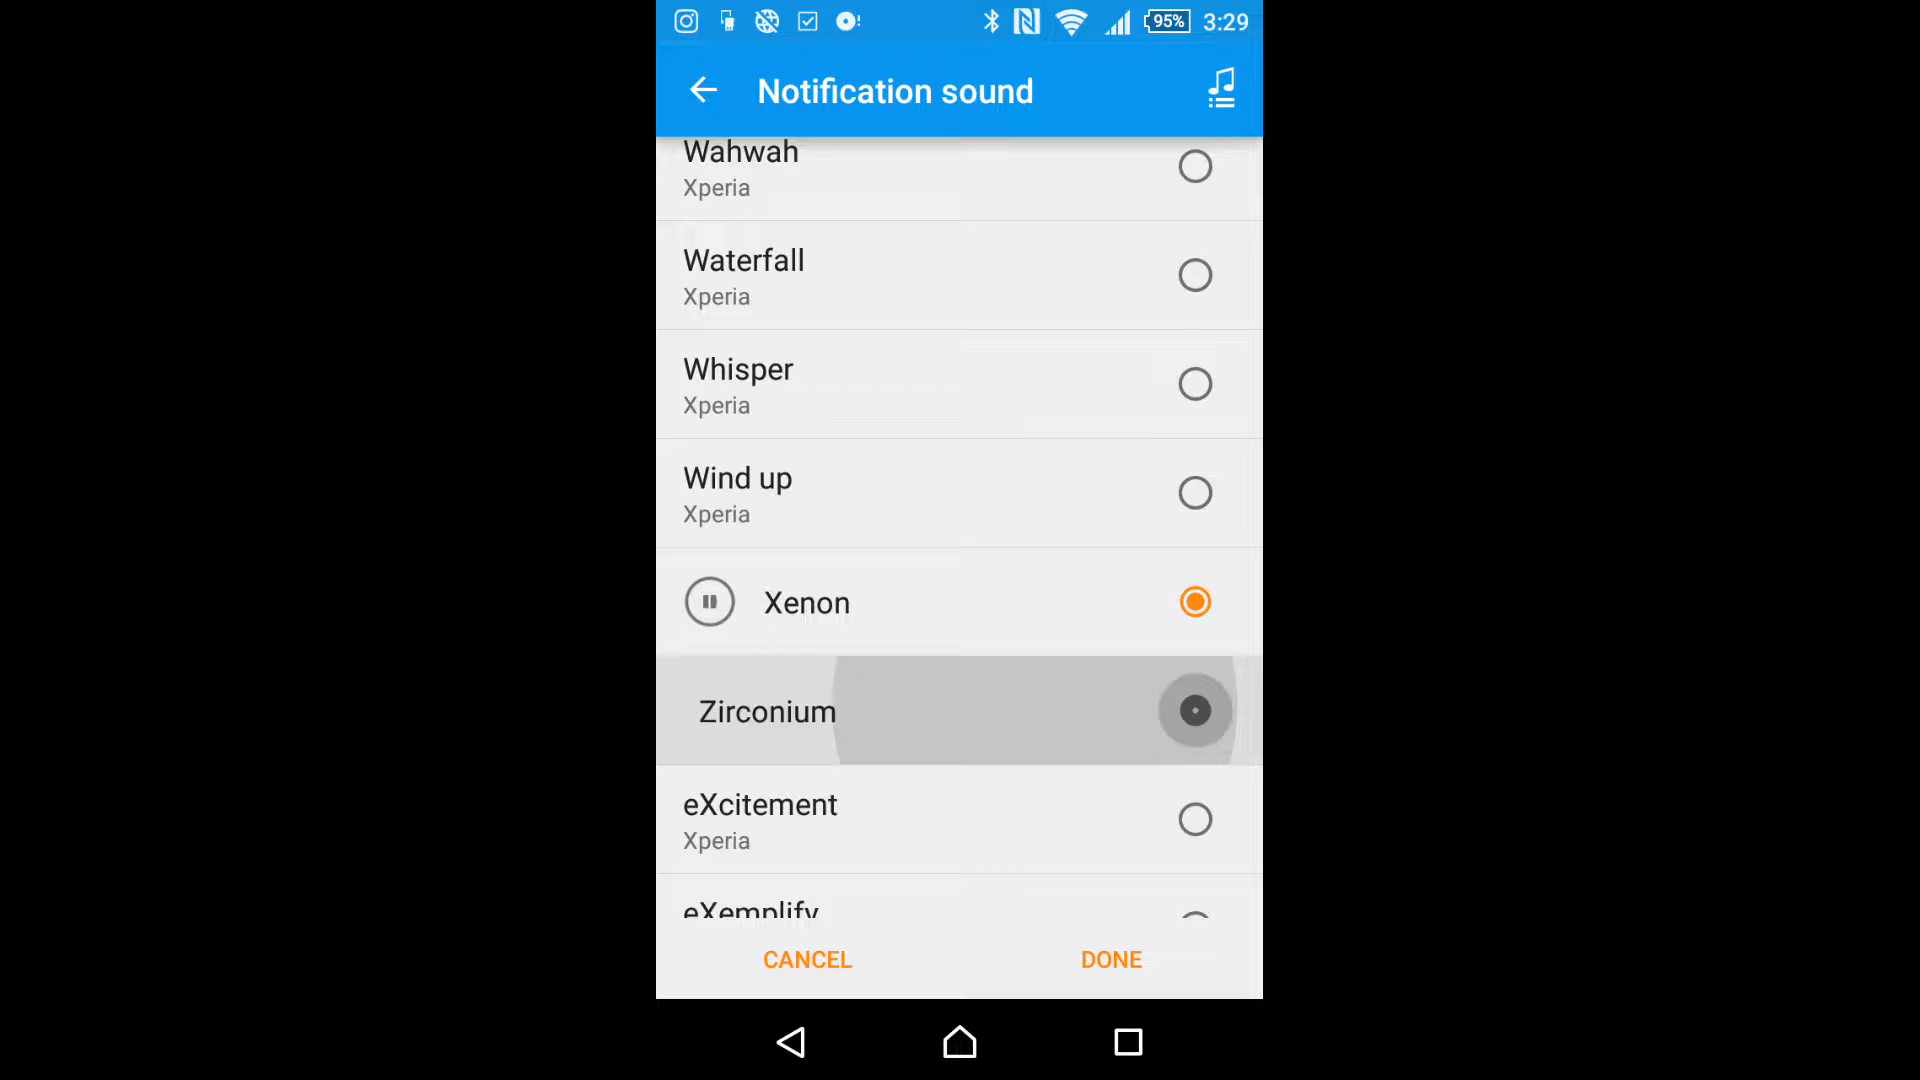 95% 3:29
Notification sound
Wahwah
Xperia
Waterfall
Xperia
Whisper
Xperia
Wind up
Xperia
Xenon
Zirconium
eXcitement
Xperia
eXemplify
CANCEL DONE